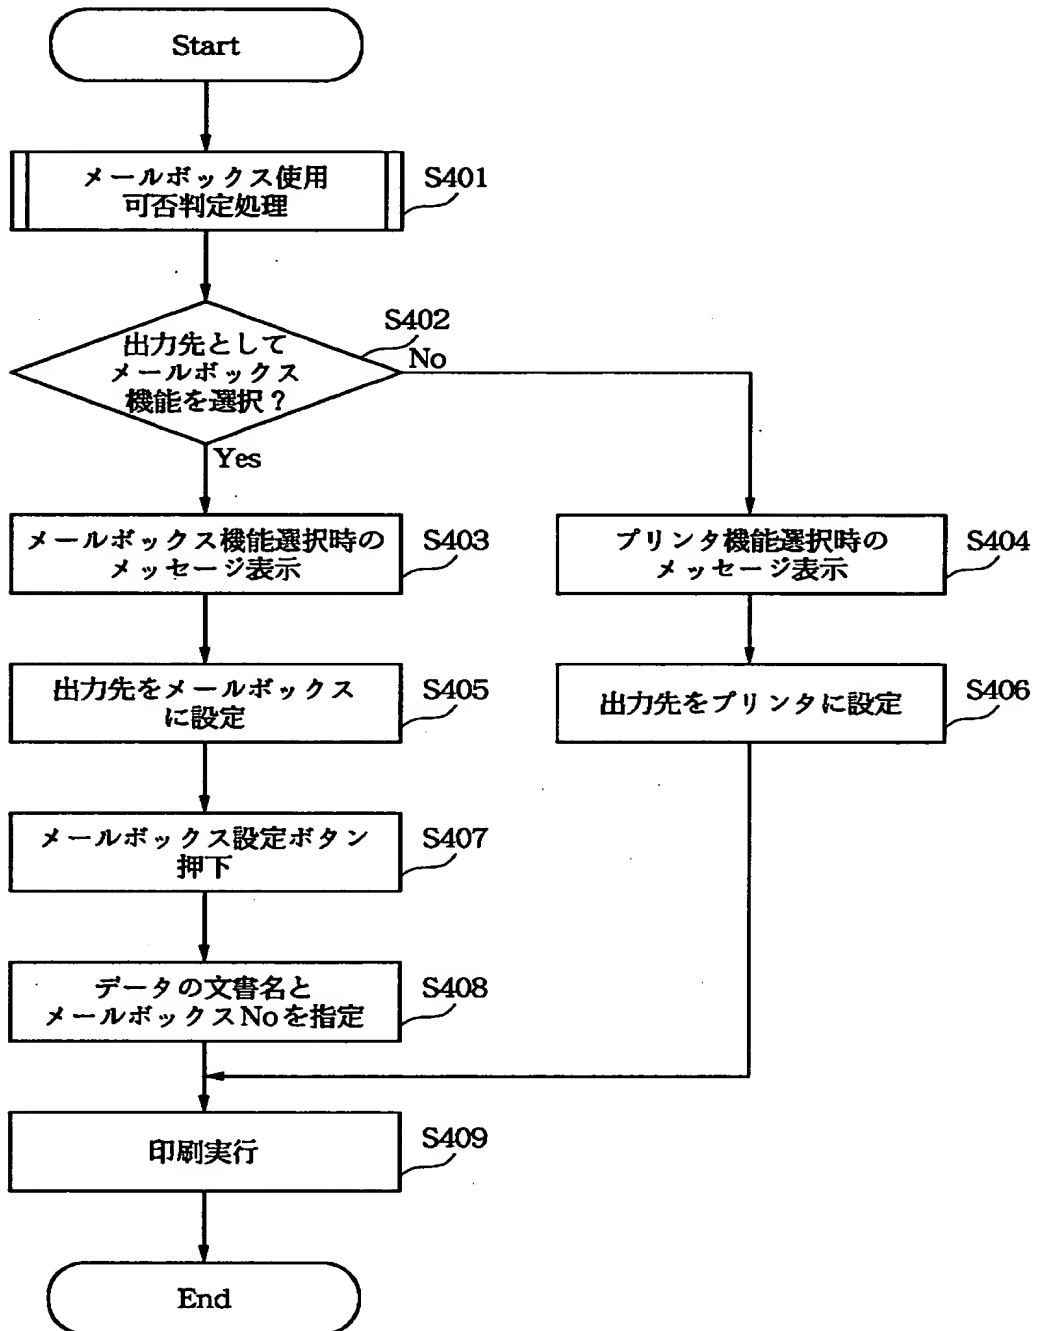 Start
メールボックス使用
可否判定処理
S401
S402
出力先として
メールボックス
機能を選択？
No
Yes
メールボックス機能選択時の
メッセージ表示
S403
プリンタ機能選択時の
メッセージ表示
S404
出力先をメールボックス
に設定
S405
出力先をプリンタに設定
S406
メールボックス設定ボタン
押下
S407
データの文書名と
メールボックスNoを指定
S408
印刷実行
S409
End